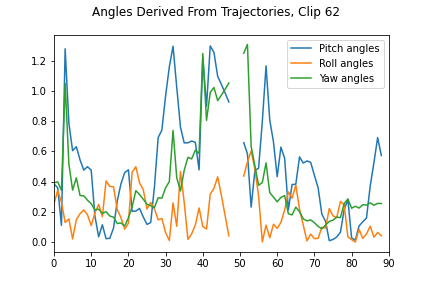 Angles Derived From Trajectories, Clip 62
Pitch angles
Roll angles
Yaw angles
1.2
1.0
0.8
0.6
0.4
0.2
0.0
0 10 20 30 40 50 60 70 80 90